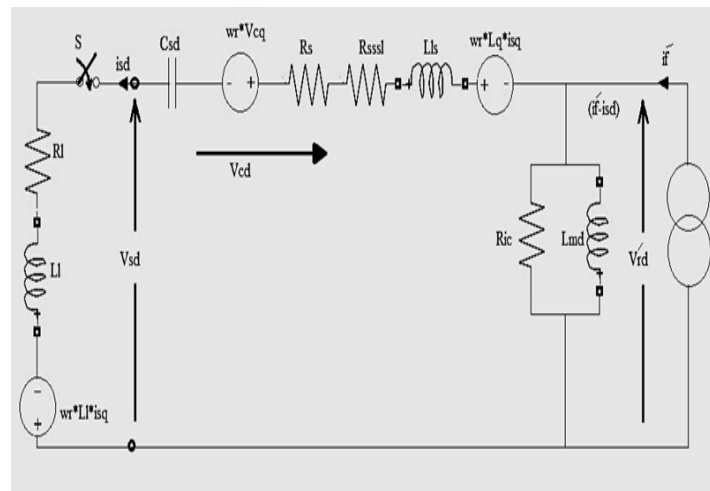 wr*Vcq
S
isd
Csd
Rs
Rsssl
Lls
wr*Lq*isq
if'
(if'-isd)
Rl
Vcd
Ll
Vsd
Ric
Lmd
V'rd
wr*Ll*isq